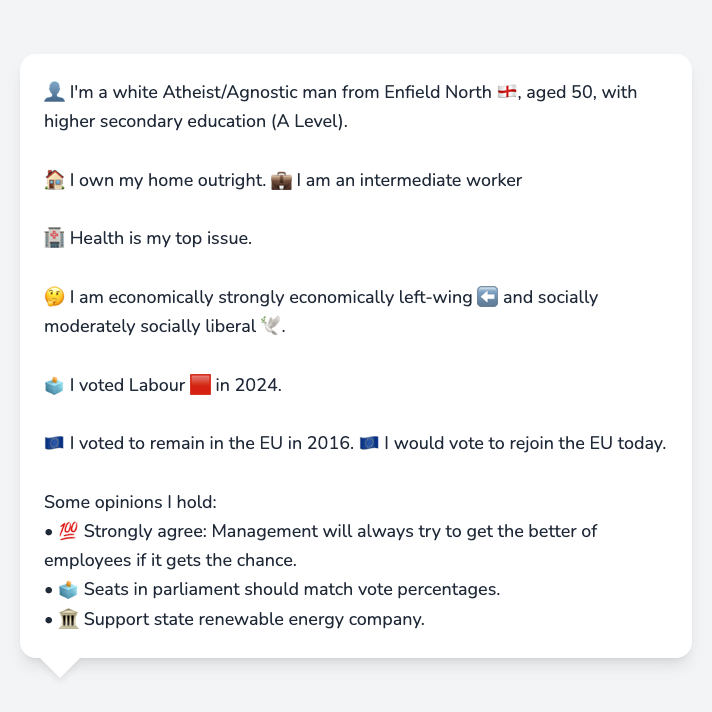 👤 I'm a white Atheist/Agnostic man from Enfield North 🏴󠁧󠁢󠁥󠁮󠁧󠁿, aged 50, with
higher secondary education (A Level).
🏠 I own my home outright. 💼 I am an intermediate worker
🏥 Health is my top issue.
🤔 I am economically strongly economically left-wing ⬅️ and socially
moderately socially liberal 🕊️.
🗳️ I voted Labour 🟥 in 2024.
🇪🇺 I voted to remain in the EU in 2016. 🇪🇺 I would vote to rejoin the EU today.
Some opinions I hold:
• 💯 Strongly agree: Management will always try to get the better of
employees if it gets the chance.
• 🗳️ Seats in parliament should match vote percentages.
• 🏛️ Support state renewable energy company.